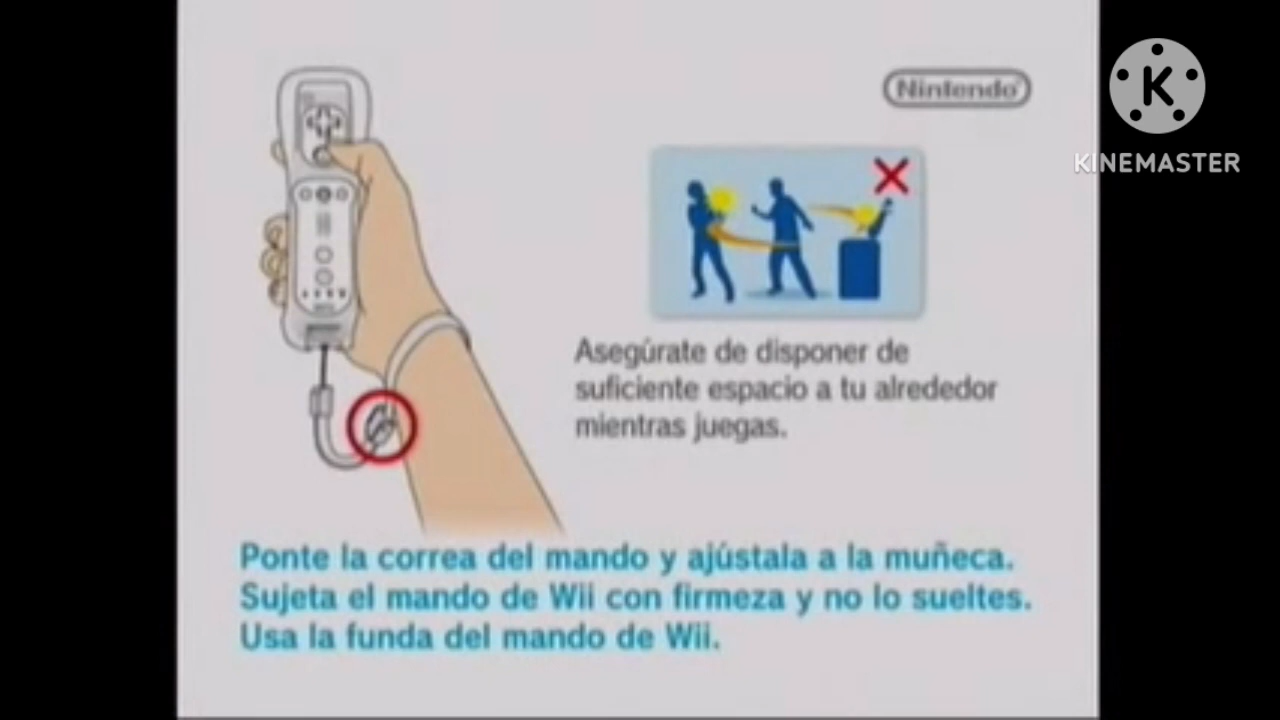 Nintendo
KINEMASTER
Asegúrate de disponer de
suficiente espacio a tu alrededor
mientras juegas.
Ponte la correa del mando y ajústala a la muñeca.
Sujeta el mando de Wii con firmeza y no lo sueltes.
Usa la funda del mando de Wii.